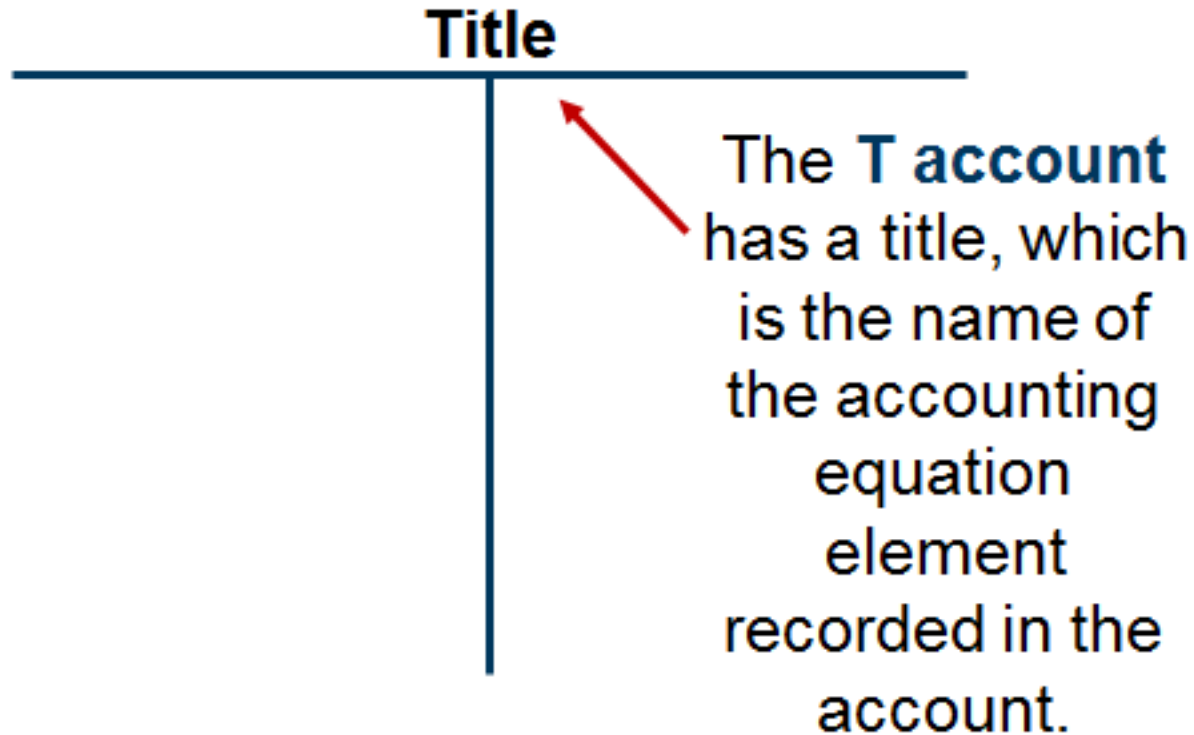 Title
The T account
has a title, which
is the name of
the accounting
equation
element
recorded in the
account.